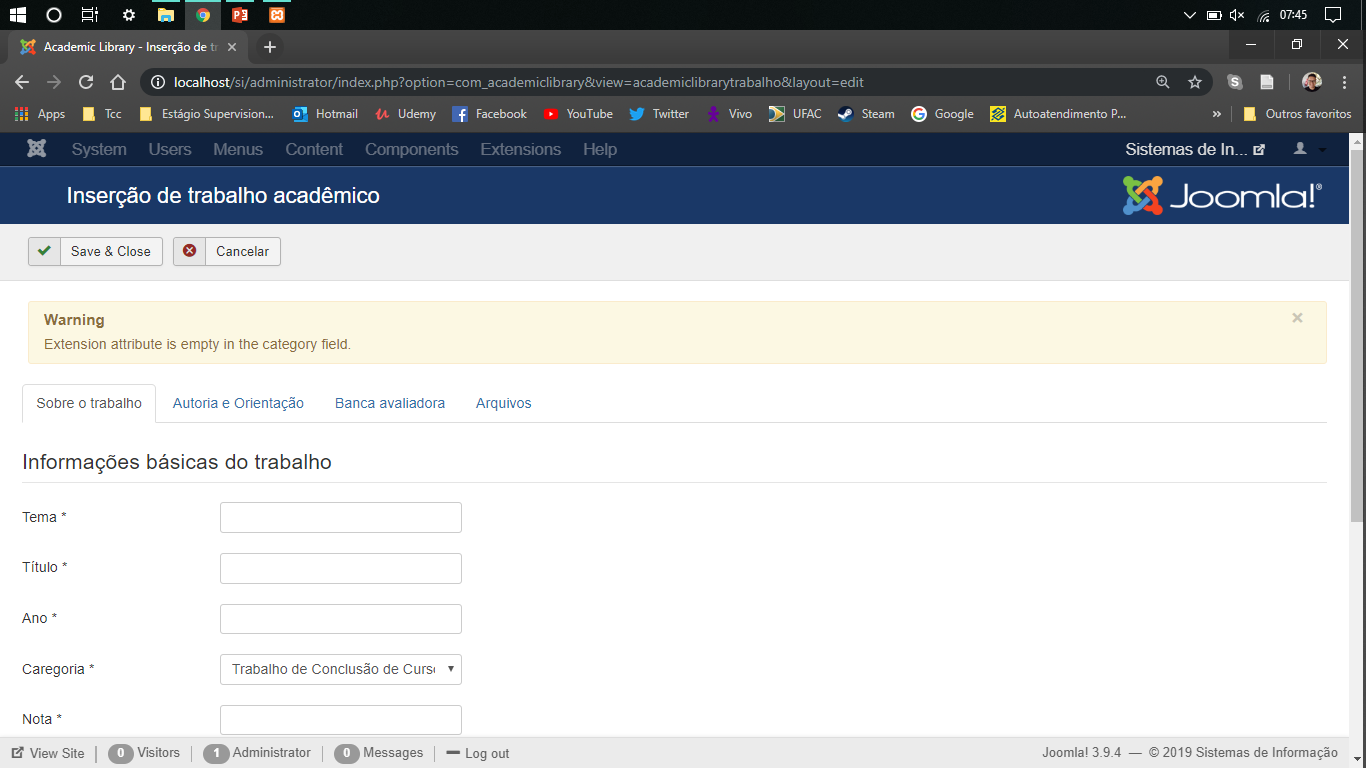 07:45
Academic Library - Inserção de tr
localhost/si/administrator/index.php?option=com_academiclibrary&view=academiclibrarytrabalho&layout=edit
Apps Tcc Estágio Supervision... Hotmail Udemy Facebook YouTube Twitter Vivo UFAC Steam Google Autoatendimento P... » Outros favoritos
System Users Menus Content Components Extensions Help Sistemas de In...
Inserção de trabalho acadêmico Joomla!®
Save & Close Cancelar
Warning
Extension attribute is empty in the category field.
Sobre o trabalho Autoria e Orientação Banca avaliadora Arquivos
Informações básicas do trabalho
Tema *
Título *
Ano *
Caregoria * Trabalho de Conclusão de Curso
Nota *
View Site 0 Visitors 1 Administrator 0 Messages Log out Joomla! 3.9.4 — © 2019 Sistemas de Informação